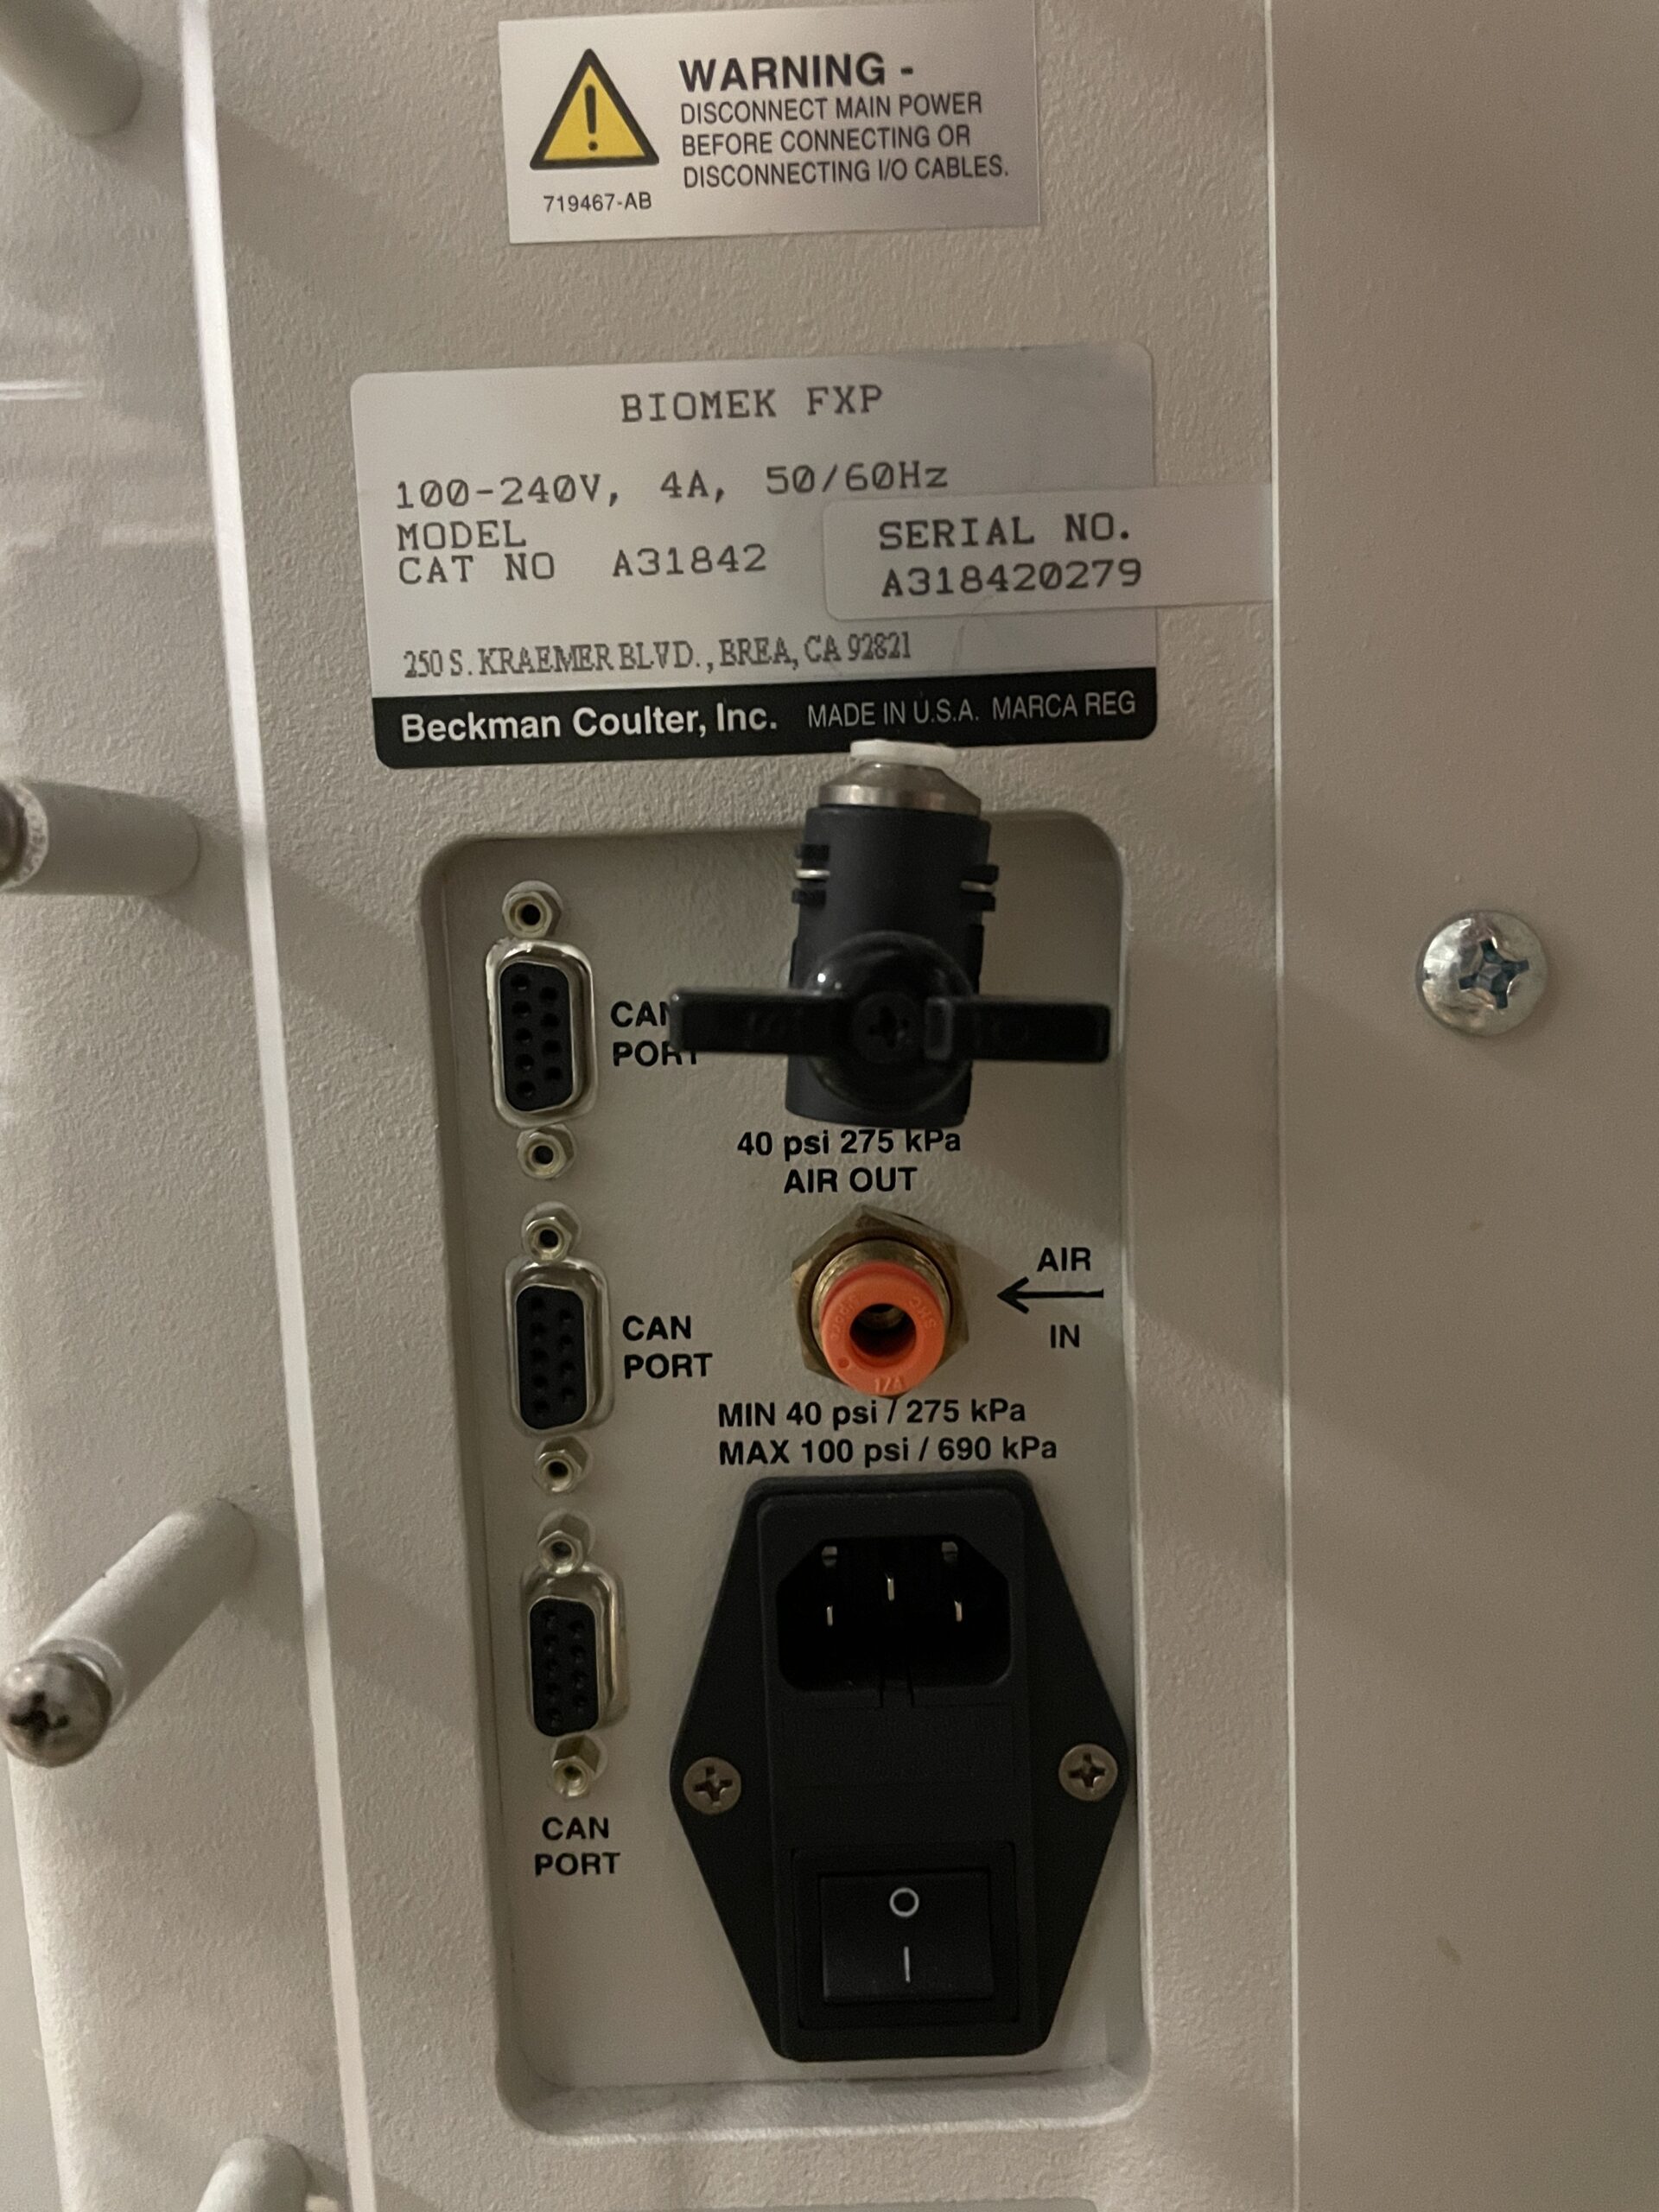 WARNING -
DISCONNECT MAIN POWER
BEFORE CONNECTING OR
DISCONNECTING I/O CABLES.
719467-AB
BIOMEK FXP
100-240V, 4A, 50/60Hz
MODEL
CAT NO A31842
SERIAL NO.
A318420279
250 S. KRAEMER BLVD., BREA, CA 92821
Beckman Coulter, Inc. MADE IN U.S.A. MARCA REG
CAN
PORT
40 psi 275 kPa
AIR OUT
AIR
IN
CAN
PORT
SMC
1/4
MIN 40 psi / 275 kPa
MAX 100 psi / 690 kPa
CAN
PORT
O
I